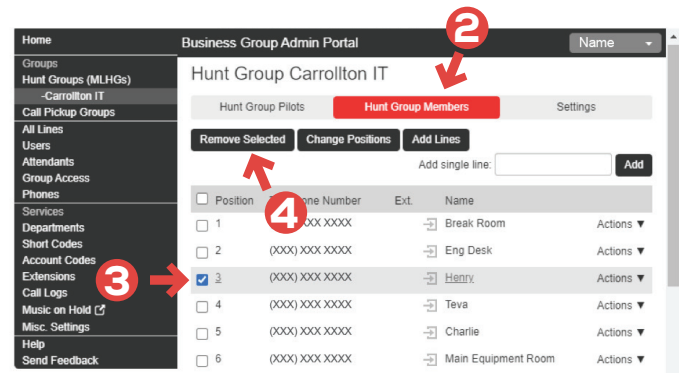 Home
Business Group Admin Portal
2
Name
Groups
Hunt Groups (MLHGs)
-Carrollton IT
Call Pickup Groups
All Lines
Users
Attendants
Group Access
Phones
Services
Departments
Short Codes
Account Codes
Extensions
Call Logs
Music on Hold
Misc. Settings
Help
Send Feedback
Hunt Group Carrollton IT
Hunt Group Pilots Hunt Group Members Settings
Remove Selected Change Positions Add Lines
Add single line: Add
Position Number Ext. Name
4
1 XXX XXXX Break Room Actions ▼
2 (XXX) XXX XXXX Eng Desk Actions ▼
3
3 (XXX) XXX XXXX Henry Actions ▼
4 (XXX) XXX XXXX Teva Actions ▼
5 (XXX) XXX XXXX Charlie Actions ▼
6 (XXX) XXX XXXX Main Equipment Room Actions ▼